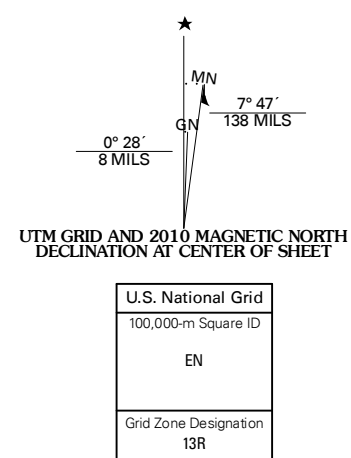 MN
GN
7° 47´
138 MILS
0° 28´
8 MILS
UTM GRID AND 2010 MAGNETIC NORTH
DECLINATION AT CENTER OF SHEET
U.S. National Grid
100,000-m Square ID
EN
Grid Zone Designation
13R